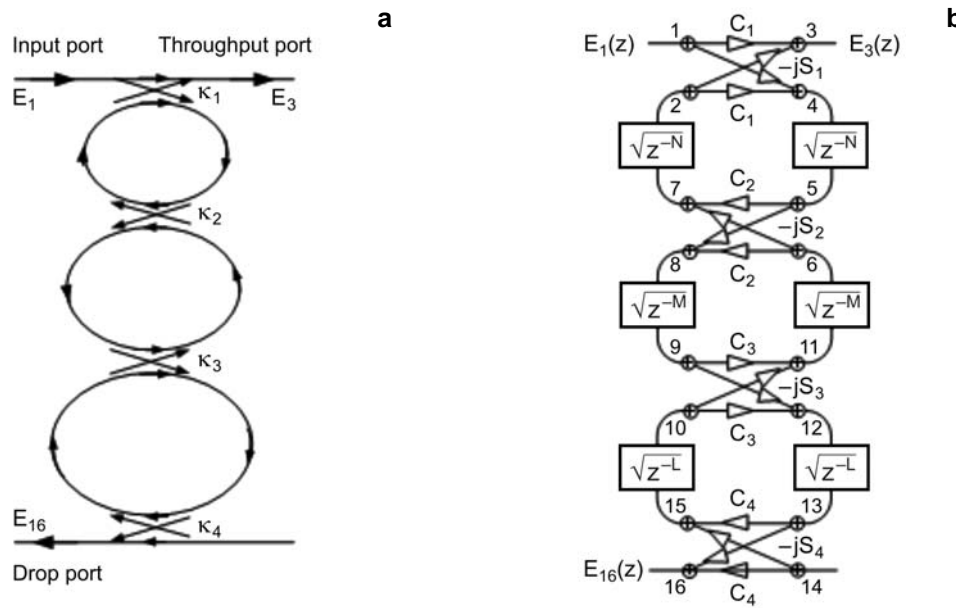 a
Input port Throughput port
E₁ κ₁ E₃
κ₂
κ₃
E₁₆ κ₄
Drop port
b
1 C₁ 3
E₁(z) E₃(z)
-jS₁
2 C₁ 4
√z⁻ᴺ √z⁻ᴺ
7 C₂ 5
-jS₂
8 C₂ 6
√z⁻ᴹ √z⁻ᴹ
9 C₃ 11
-jS₃
10 C₃ 12
√z⁻ᴸ √z⁻ᴸ
15 C₄ 13
-jS₄
E₁₆(z) 16 C₄ 14